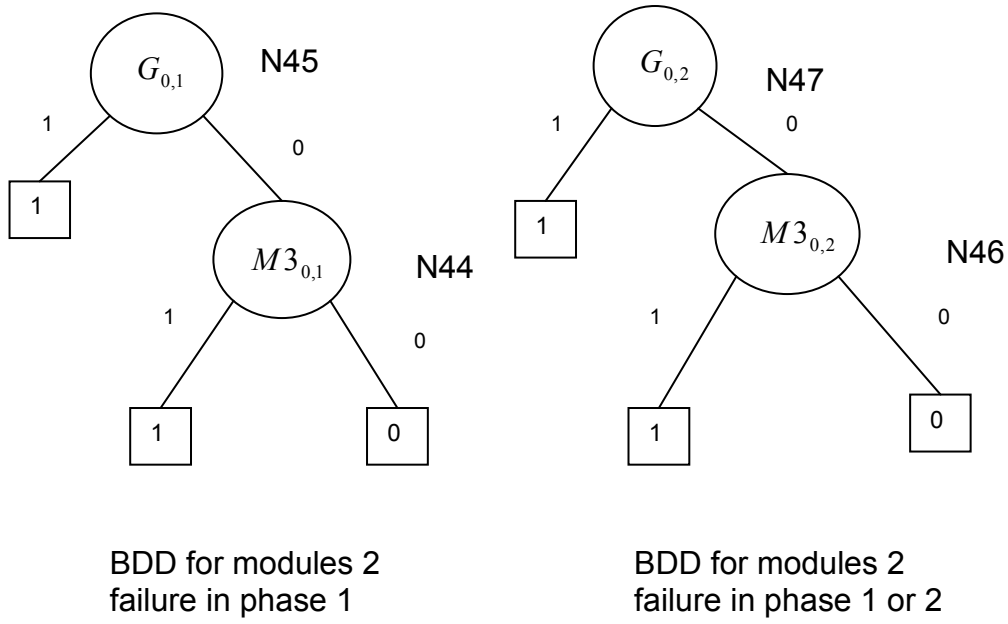 G0,1
N45
1
0
1
M30,1
N44
1
0
1
0
BDD for modules 2
failure in phase 1
G0,2
N47
1
0
1
M30,2
N46
1
0
1
0
BDD for modules 2
failure in phase 1 or 2